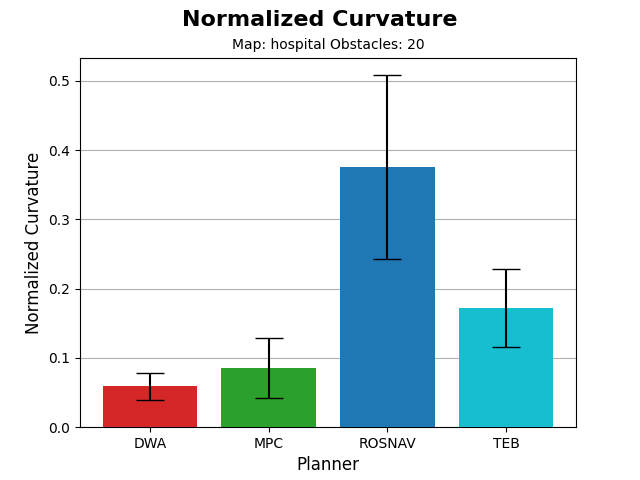 Normalized Curvature
Map: hospital Obstacles: 20
Normalized Curvature
0.5
0.4
0.3
0.2
0.1
0.0
DWA
MPC
ROSNAV
TEB
Planner